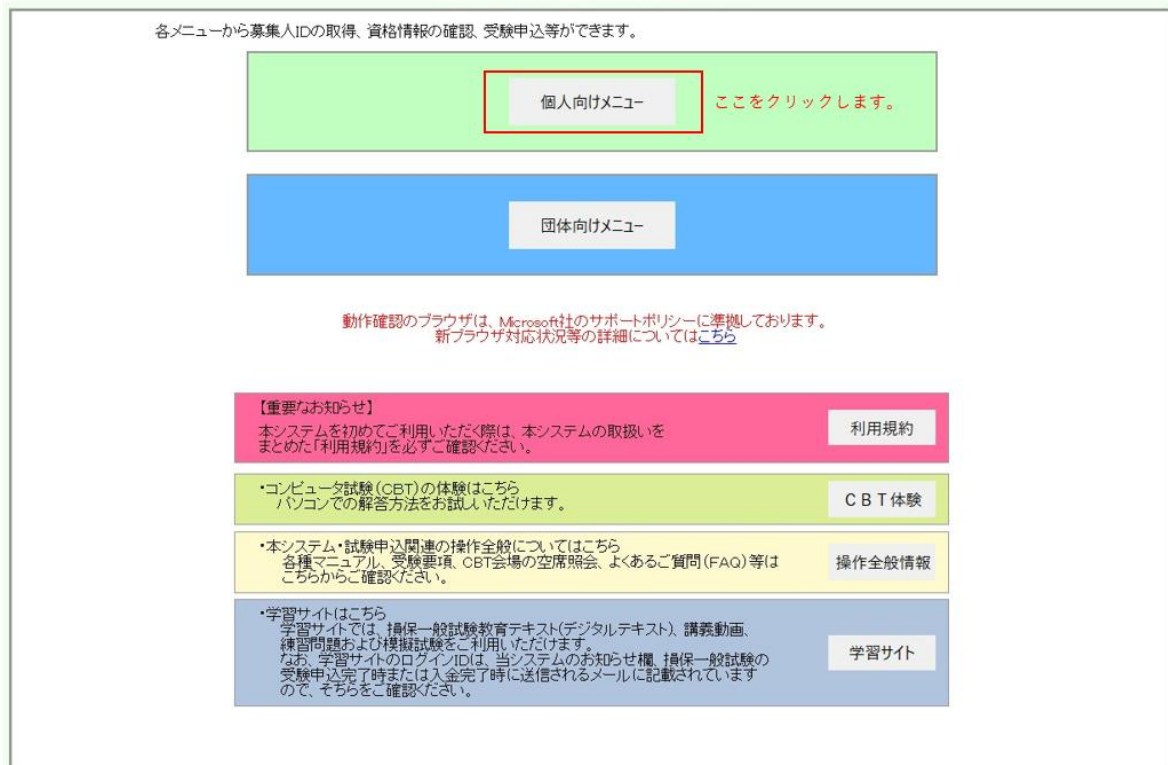 各メニューから募集人IDの取得、資格情報の確認、受験申込等ができます。
個人向けメニュー
ここをクリックします。
団体向けメニュー
動作確認のブラウザは、Microsoft社のサポートポリシーに準拠しております。
新ブラウザ対応状況等の詳細についてはこちら
【重要なお知らせ】
本システムを初めてご利用いただく際は、本システムの取扱いを
まとめた「利用規約」を必ずご確認ください。
利用規約
・コンピュータ試験(CBT)の体験はこちら
パソコンでの解答方法をお試しいただけます。
CBT体験
・本システム・試験申込関連の操作全般についてはこちら
各種マニュアル、受験要項、CBT会場の空席照会、よくあるご質問(FAQ)等は
こちらからご確認ください。
操作全般情報
・学習サイトはこちら
学習サイトでは、損保一般試験教育テキスト(デジタルテキスト)、講義動画、
練習問題および模擬試験をご利用いただけます。
なお、学習サイトのログインIDは、当システムのお知らせ欄、損保一般試験の
受験申込完了時または入金完了時に送信されるメールに記載されています
ので、そちらをご確認ください。
学習サイト